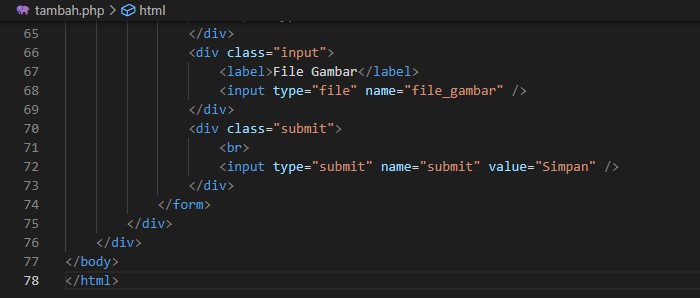 tambah.php > html
65 </div>
66 <div class="input">
67 <label>File Gambar</label>
68 <input type="file" name="file_gambar" />
69 </div>
70 <div class="submit">
71 <br>
72 <input type="submit" name="submit" value="Simpan" />
73 </div>
74 </form>
75 </div>
76 </div>
77 </body>
78 </html>